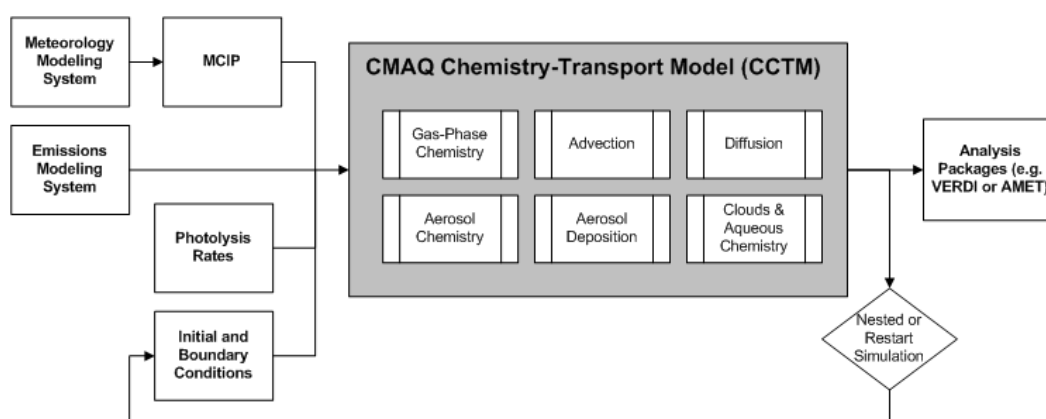 Meteorology
Modeling
System
MCIP
CMAQ Chemistry-Transport Model (CCTM)
Gas-Phase
Chemistry
Advection
Diffusion
Emissions
Modeling
System
Analysis
Packages (e.g.
VERDI or AMET)
Aerosol
Chemistry
Aerosol
Deposition
Clouds &
Aqueous
Chemistry
Photolysis
Rates
Initial and
Boundary
Conditions
Nested or
Restart
Simulation